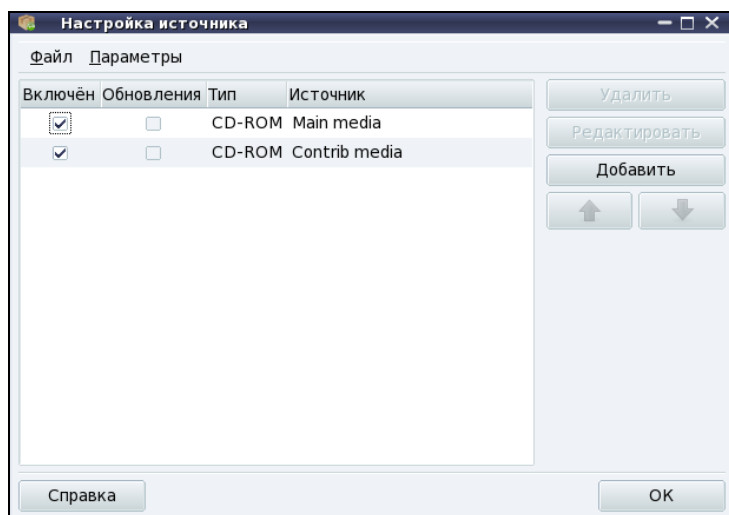 Настройка источника
Файл Параметры
Включён Обновления Тип Источник
CD-ROM Main media
CD-ROM Contrib media
Удалить
Редактировать
Добавить
Справка
OK